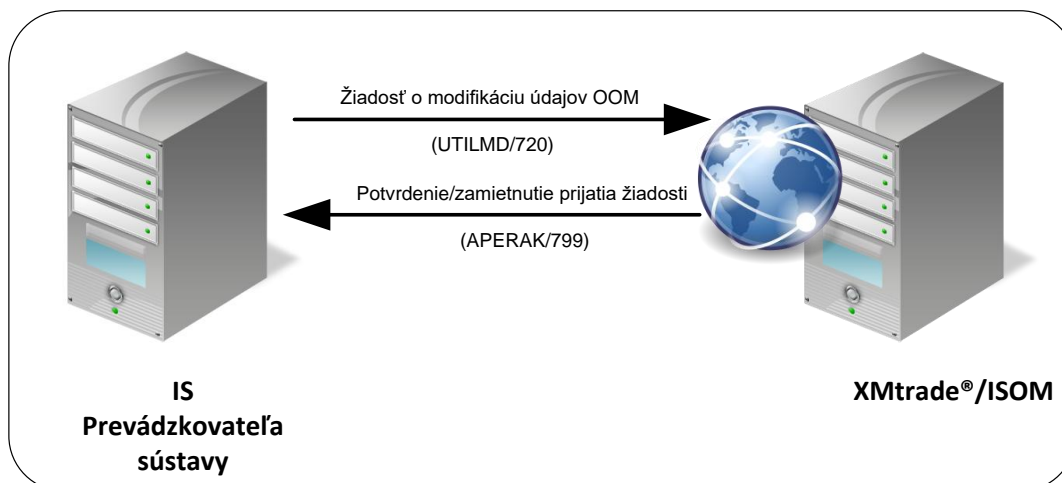 Žiadosť o modifikáciu údajov OOM
(UTILMD/720)
Potvrdenie/zamietnutie prijatia žiadosti
(APERAK/799)
IS
Prevádzkovateľa
sústavy
XMtrade®/ISOM